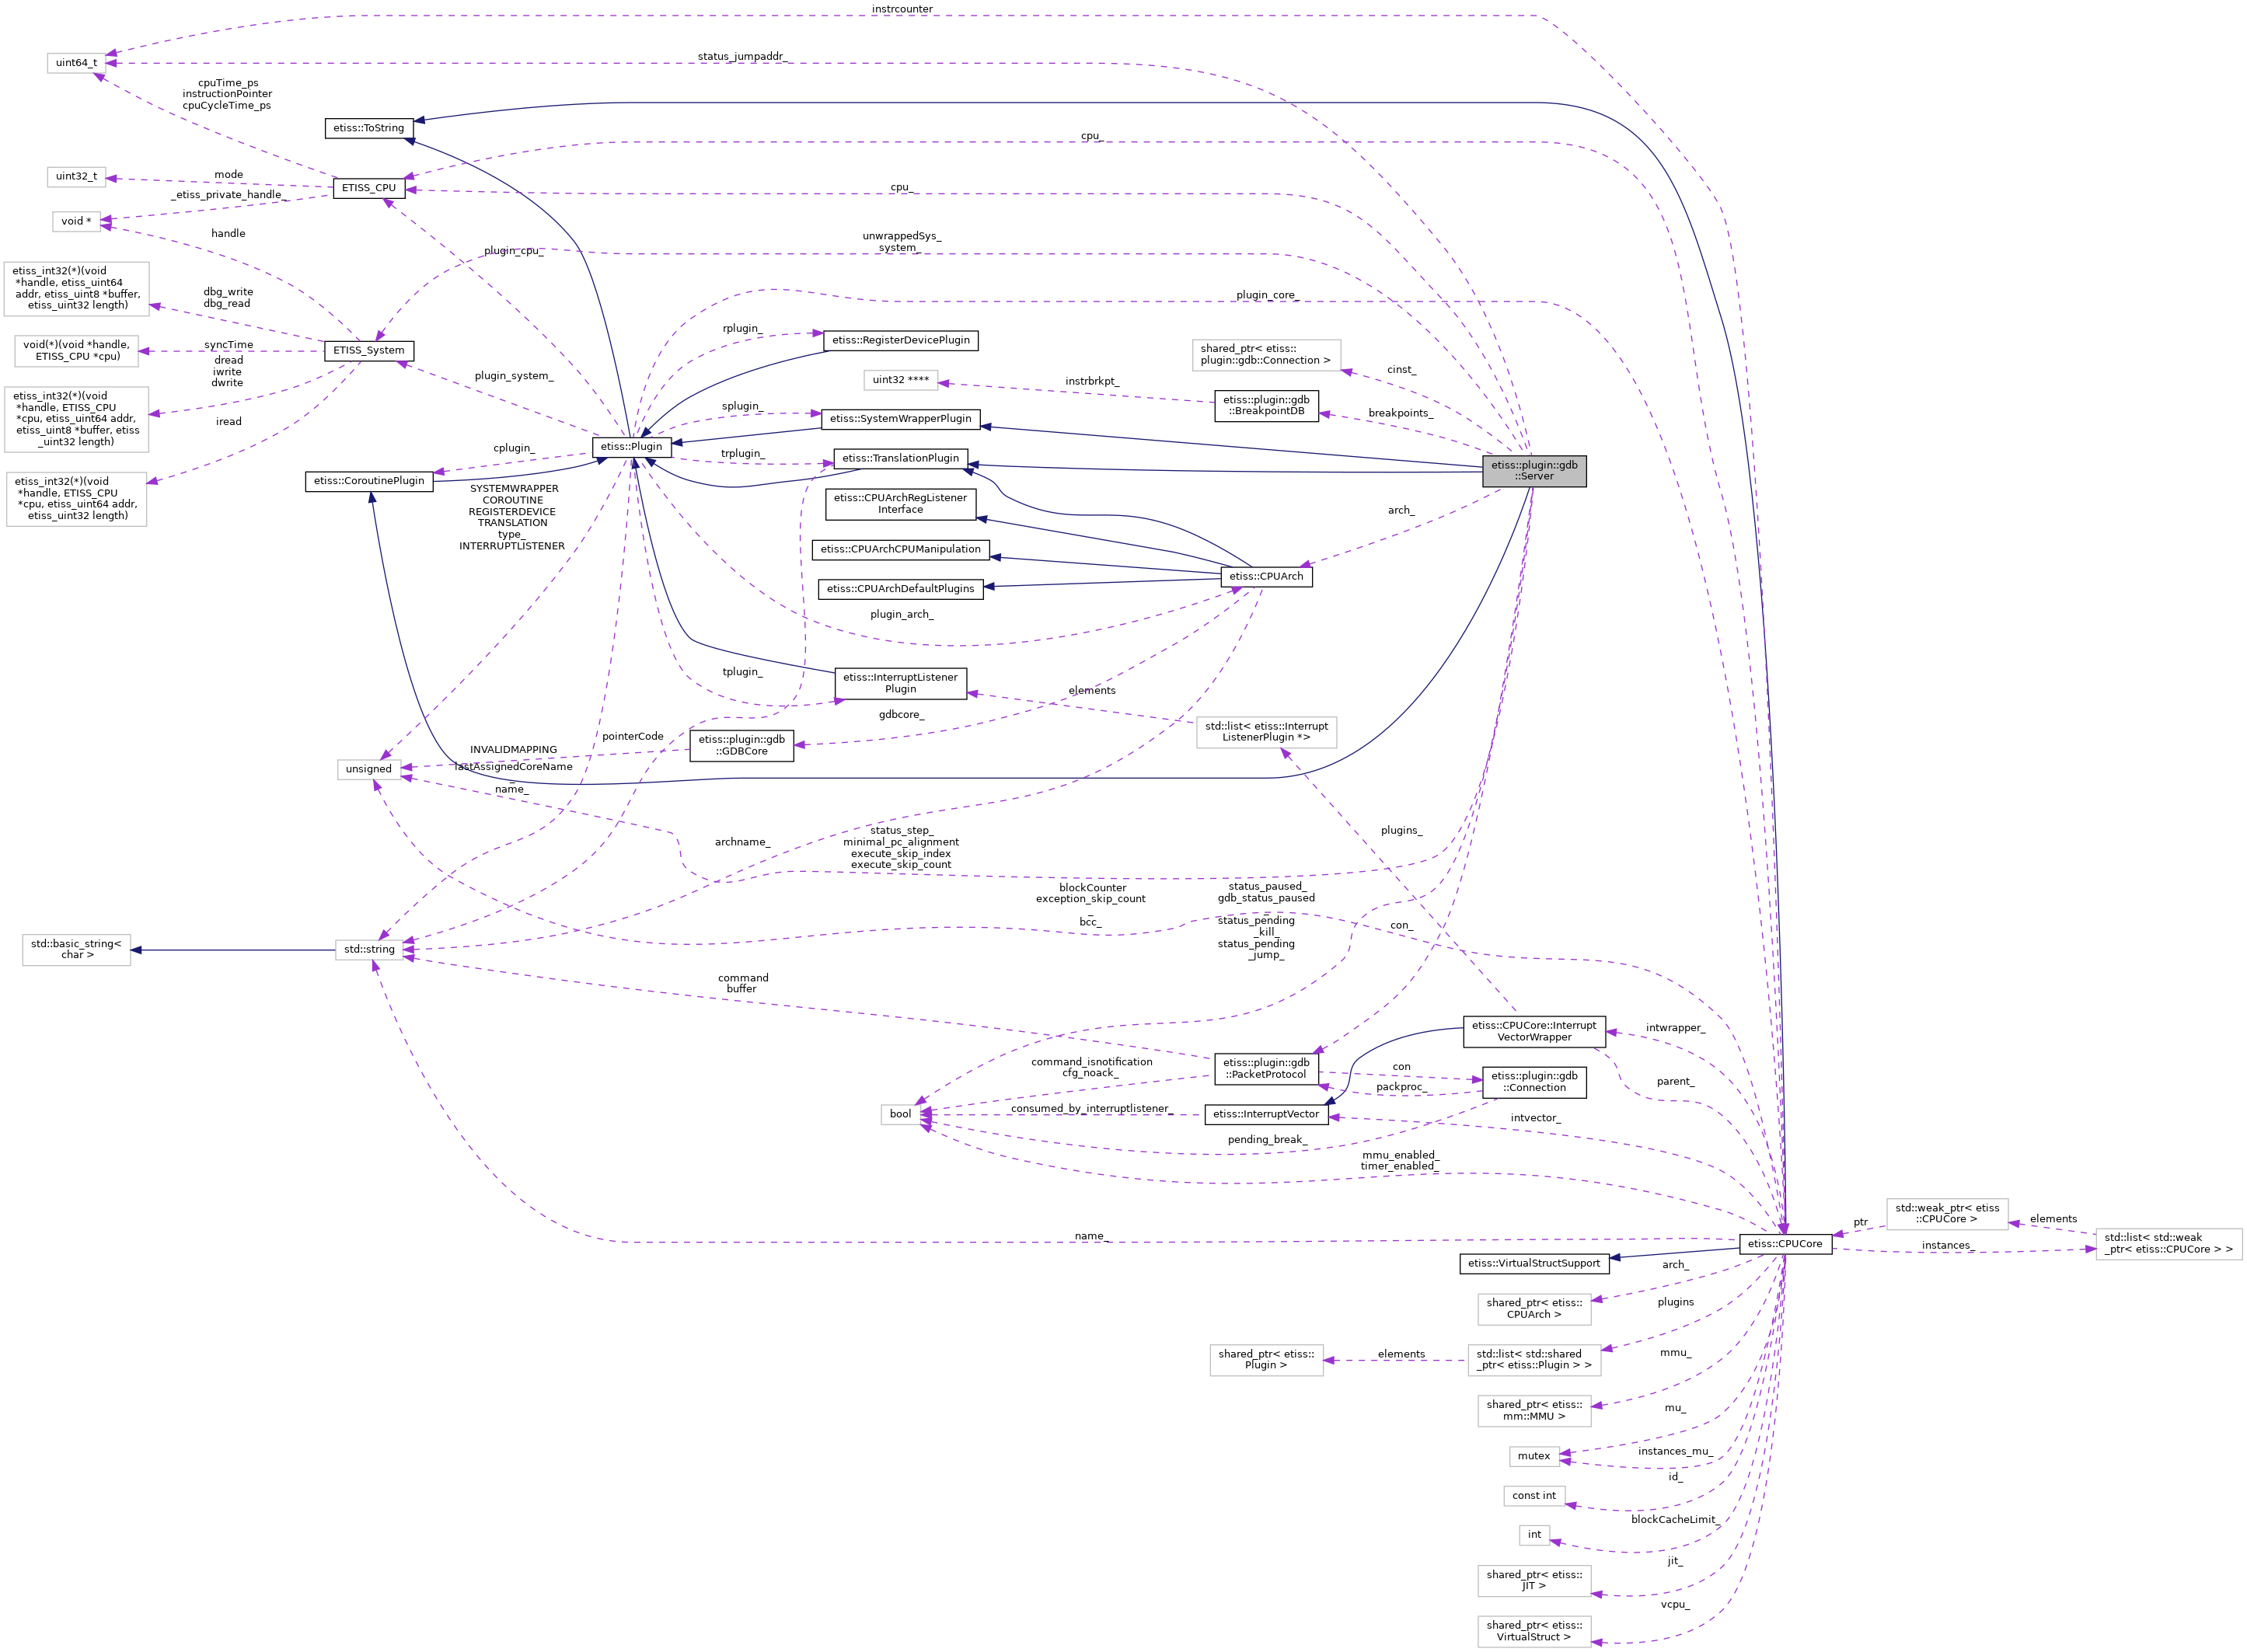 instrcounter
status_jumpaddr_
uint64_t
cpuTime_ps
instructionPointer
cpuCycleTime_ps
etiss::ToString
cpu_
uint32_t
mode
ETISS_CPU
cpu_
_etiss_private_handle_
void *
handle
unwrappedSys_
system_
plugin_cpu_
etiss_int32(*)(void
*handle, etiss_uint64
addr, etiss_uint8 *buffer,
etiss_uint32 length)
dbg_write
dbg_read
plugin_core_
rplugin_
etiss::RegisterDevicePlugin
void(*)(void *handle,
ETISS_CPU *cpu)
syncTime
ETISS_System
shared_ptr< etiss::
plugin::gdb::Connection >
cinst_
dread
iwrite
dwrite
plugin_system_
uint32 ****
instrbrkpt_
etiss_int32(*)(void
*handle, ETISS_CPU
*cpu, etiss_uint64 addr,
etiss_uint8 *buffer, etiss
_uint32 length)
iread
splugin_
etiss::SystemWrapperPlugin
etiss::plugin::gdb
::BreakpointDB
breakpoints_
etiss::Plugin
cplugin_
trplugin_
etiss::TranslationPlugin
etiss::plugin::gdb
::Server
etiss_int32(*)(void
*handle, ETISS_CPU
*cpu, etiss_uint64 addr,
etiss_uint32 length)
etiss::CoroutinePlugin
SYSTEMWRAPPER
COROUTINE
REGISTERDEVICE
TRANSLATION
type_
INTERRUPTLISTENER
etiss::CPUArchRegListener
Interface
arch_
etiss::CPUArchCPUManipulation
etiss::CPUArch
etiss::CPUArchDefaultPlugins
plugin_arch_
tplugin_
etiss::InterruptListener
Plugin
elements
gdbcore_
std::list< etiss::Interrupt
ListenerPlugin *>
pointerCode
etiss::plugin::gdb
::GDBCore
INVALIDMAPPING
unsigned
lastAssignedCoreName
_
name_
archname_
status_step_
minimal_pc_alignment
execute_skip_index
execute_skip_count
plugins_
blockCounter
exception_skip_count
_
bcc_
status_paused_
gdb_status_paused
_
status_pending
_kill_
status_pending
_jump_
con_
std::basic_string<
char >
std::string
command
buffer
etiss::CPUCore::Interrupt
VectorWrapper
intwrapper_
etiss::plugin::gdb
::PacketProtocol
command_isnotification
cfg_noack_
con
packproc_
etiss::plugin::gdb
::Connection
parent_
bool
consumed_by_interruptlistener_
etiss::InterruptVector
intvector_
pending_break_
mmu_enabled_
timer_enabled_
name_
etiss::CPUCore
ptr
std::weak_ptr< etiss
::CPUCore >
elements
std::list< std::weak
_ptr< etiss::CPUCore > >
instances_
etiss::VirtualStructSupport
arch_
shared_ptr< etiss::
CPUArch >
plugins
shared_ptr< etiss::
Plugin >
elements
std::list< std::shared
_ptr< etiss::Plugin > >
mmu_
shared_ptr< etiss::
mm::MMU >
mu_
mutex
instances_mu_
id_
const int
blockCacheLimit_
int
jit_
shared_ptr< etiss::
JIT >
vcpu_
shared_ptr< etiss::
VirtualStruct >